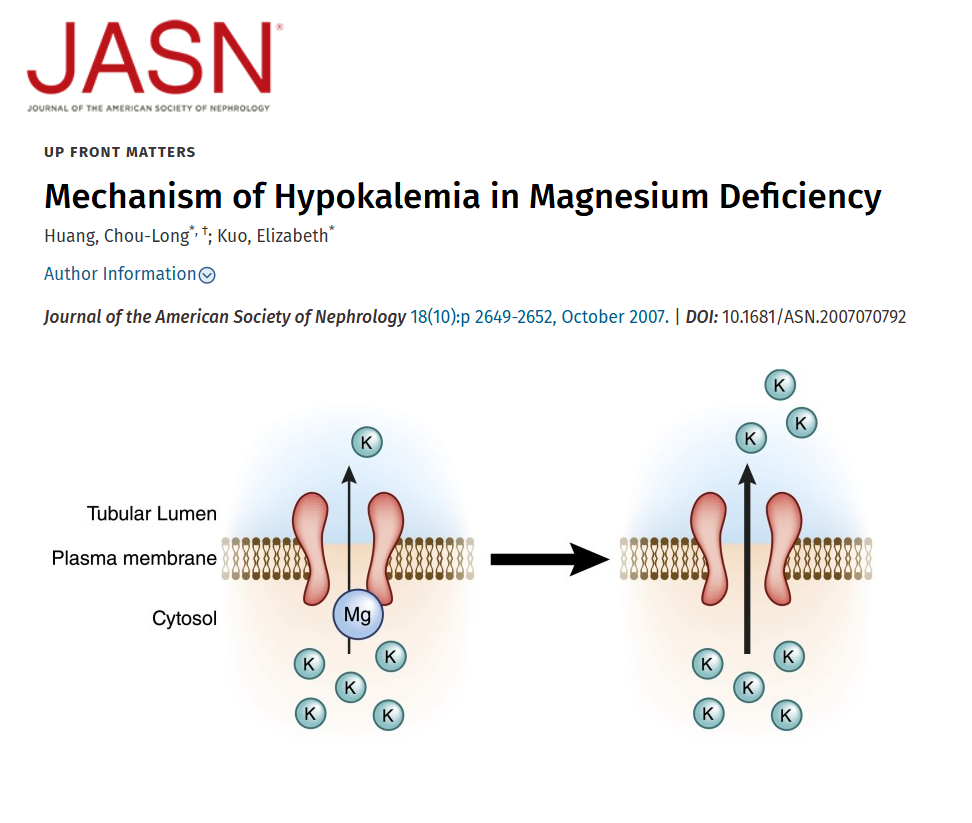 JASN®
JOURNAL OF THE AMERICAN SOCIETY OF NEPHROLOGY
UP FRONT MATTERS
Mechanism of Hypokalemia in Magnesium Deficiency
Huang, Chou-Long*, †; Kuo, Elizabeth*
Author Information
Journal of the American Society of Nephrology 18(10):p 2649-2652, October 2007. | DOI: 10.1681/ASN.2007070792
K
K
K
K
K
Tubular Lumen
Plasma membrane
Cytosol
Mg
K
K
K
K
K
K
K
K
K
K